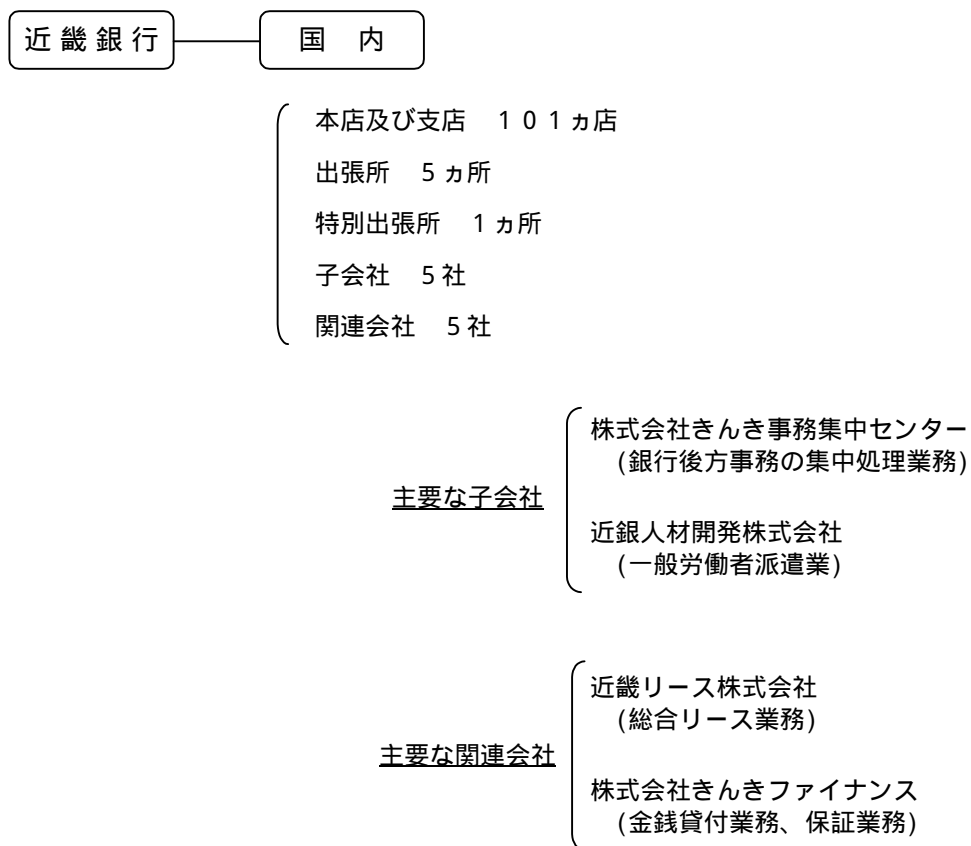 近畿銀行 国　内
本店及び支店　１０１ヵ店
出張所　5ヵ所
特別出張所　1ヵ所
子会社　5社
関連会社　5社
株式会社きんき事務集中センター
(銀行後方事務の集中処理業務)
主要な子会社
近銀人材開発株式会社
(一般労働者派遣業)
近畿リース株式会社
(総合リース業務)
主要な関連会社
株式会社きんきファイナンス
(金銭貸付業務、保証業務)